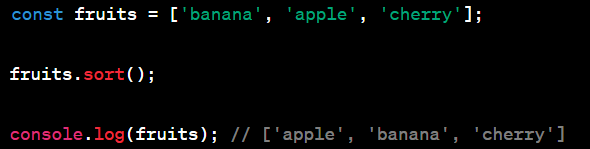 const fruits = ['banana', 'apple', 'cherry'];
fruits.sort();
console.log(fruits); // ['apple', 'banana', 'cherry']